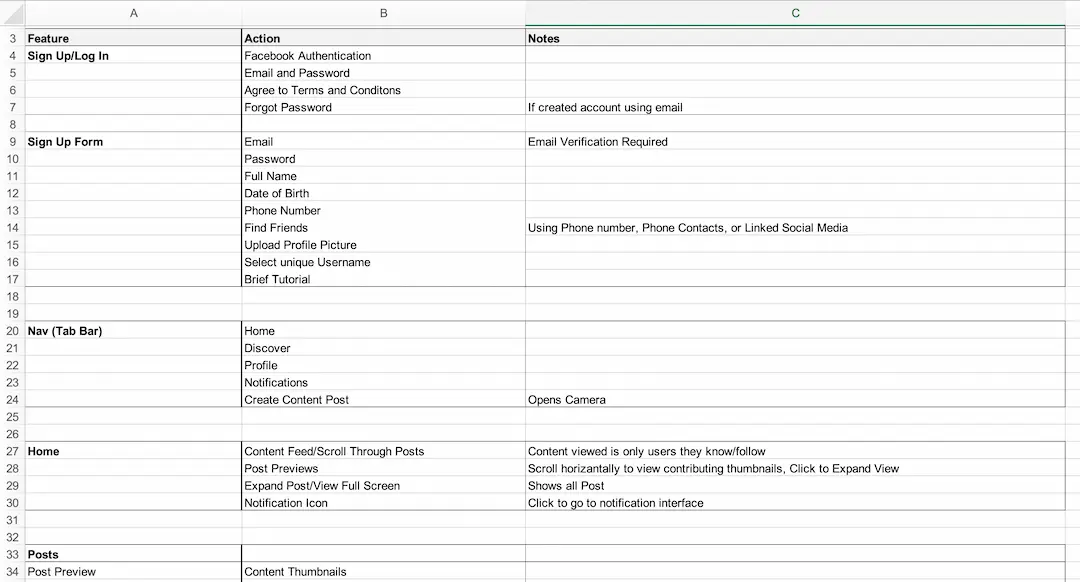 A B C
3 Feature Action Notes
4 Sign Up/Log In Facebook Authentication
5 Email and Password
6 Agree to Terms and Conditons
7 Forgot Password If created account using email
8
9 Sign Up Form Email Email Verification Required
10 Password
11 Full Name
12 Date of Birth
13 Phone Number
14 Find Friends Using Phone number, Phone Contacts, or Linked Social Media
15 Upload Profile Picture
16 Select unique Username
17 Brief Tutorial
18
19
20 Nav (Tab Bar) Home
21 Discover
22 Profile
23 Notifications
24 Create Content Post Opens Camera
25
26
27 Home Content Feed/Scroll Through Posts Content viewed is only users they know/follow
28 Post Previews Scroll horizantally to view contributing thumbnails, Click to Expand View
29 Expand Post/View Full Screen Shows all Post
30 Notification Icon Click to go to notification interface
31
32
33 Posts
34 Post Preview Content Thumbnails